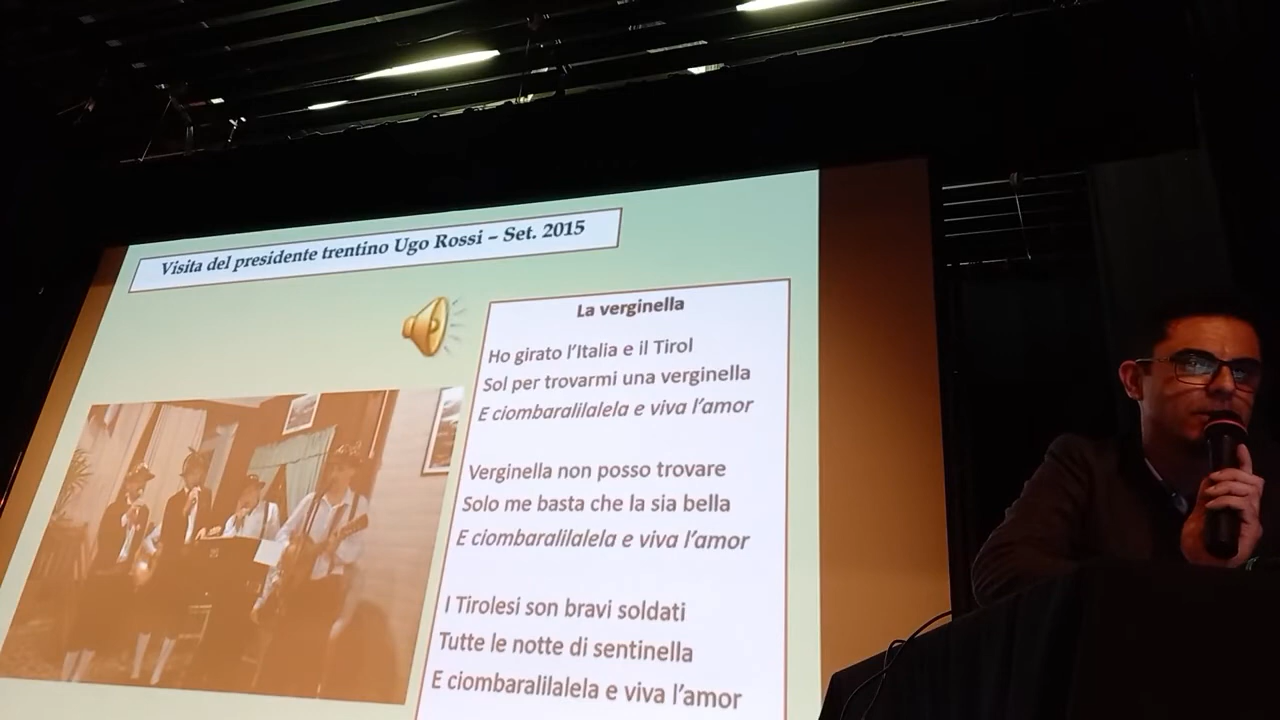 Visita del presidente trentino Ugo Rossi – Set. 2015
La verginella
Ho girato l'Italia e il Tirol
Sol per trovarmi una verginella
E ciombaralilalela e viva l'amor
Verginella non posso trovare
Solo me basta che la sia bella
E ciombaralilalela e viva l'amor
I Tirolesi son bravi soldati
Tutte le notte di sentinella
E ciombaralilalela e viva l'amor